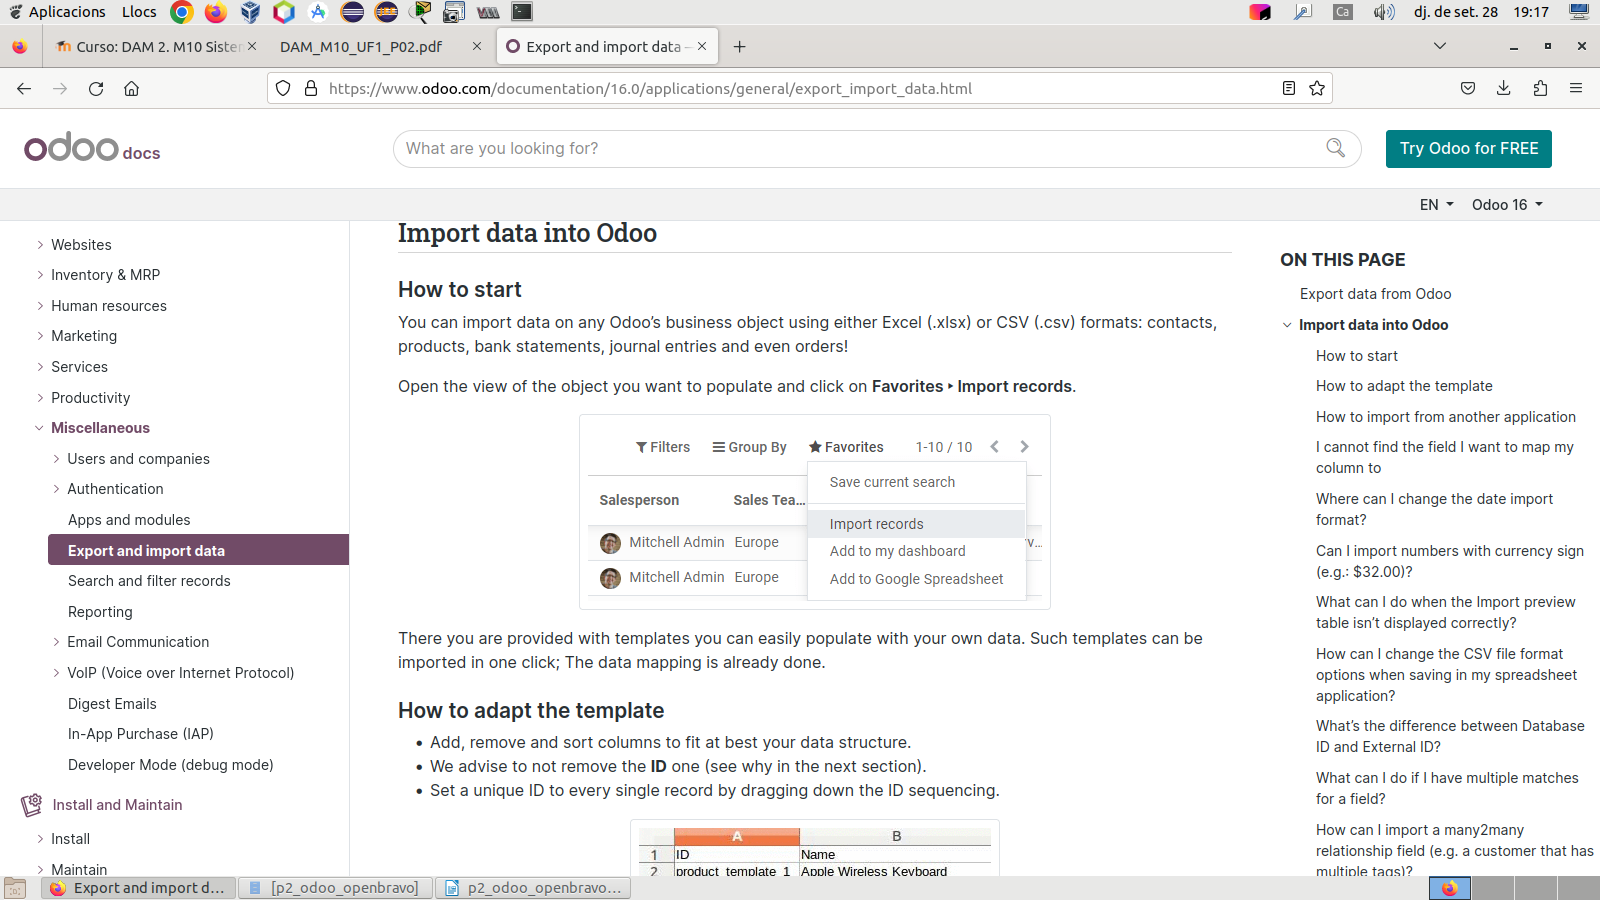 Aplicacions Llocs Ca dj. de set. 28 19:17
Curso: DAM 2. M10 Sister DAM_M10_UF1_P02.pdf Export and import data –
https://www.odoo.com/documentation/16.0/applications/general/export_import_data.html
odoo docs What are you looking for? Try Odoo for FREE
EN Odoo 16
Websites
Inventory & MRP
Human resources
Marketing
Services
Productivity
Miscellaneous
Users and companies
Authentication
Apps and modules
Export and import data
Search and filter records
Reporting
Email Communication
VoIP (Voice over Internet Protocol)
Digest Emails
In-App Purchase (IAP)
Developer Mode (debug mode)
Install and Maintain
Install
Maintain
Import data into Odoo
How to start
You can import data on any Odoo’s business object using either Excel (.xlsx) or CSV (.csv) formats: contacts,
products, bank statements, journal entries and even orders!
Open the view of the object you want to populate and click on Favorites ‣ Import records.
Filters Group By Favorites 1-10 / 10
Save current search
Salesperson Sales Tea...
Import records
Mitchell Admin Europe v...
Add to my dashboard
Mitchell Admin Europe
Add to Google Spreadsheet
There you are provided with templates you can easily populate with your own data. Such templates can be
imported in one click; The data mapping is already done.
How to adapt the template
• Add, remove and sort columns to fit at best your data structure.
• We advise to not remove the ID one (see why in the next section).
• Set a unique ID to every single record by dragging down the ID sequencing.
A B
1 ID Name
2 product_template_1 Apple Wireless Keyboard
ON THIS PAGE
Export data from Odoo
Import data into Odoo
How to start
How to adapt the template
How to import from another application
I cannot find the field I want to map my
column to
Where can I change the date import
format?
Can I import numbers with currency sign
(e.g.: $32.00)?
What can I do when the Import preview
table isn’t displayed correctly?
How can I change the CSV file format
options when saving in my spreadsheet
application?
What’s the difference between Database
ID and External ID?
What can I do if I have multiple matches
for a field?
How can I import a many2many
relationship field (e.g. a customer that has
multiple tags)?
Export and import d... [p2_odoo_openbravo] p2_odoo_openbravo...